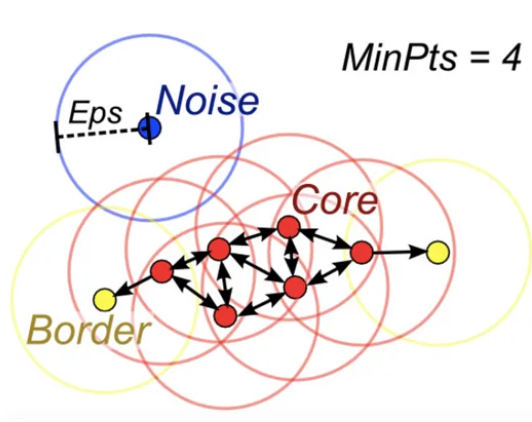 MinPts = 4
Eps
Noise
Core
Border